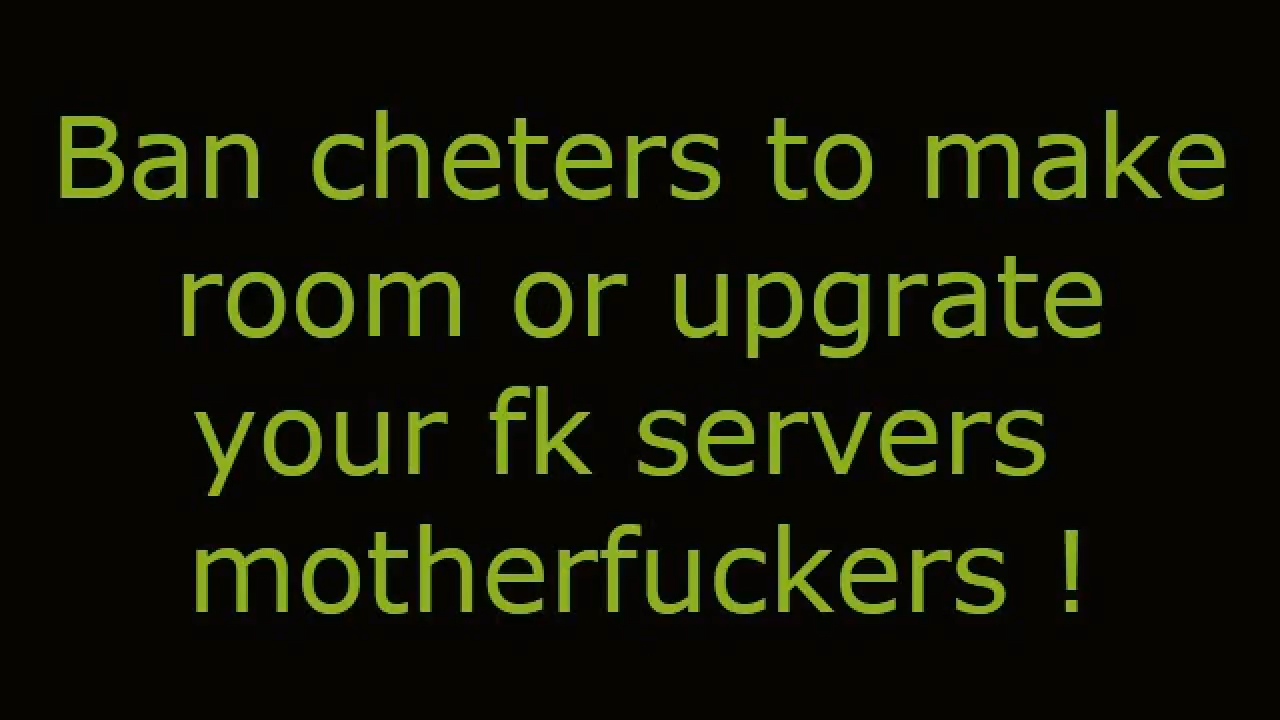 Ban cheters to make
room or upgrate
your fk servers
motherfuckers !